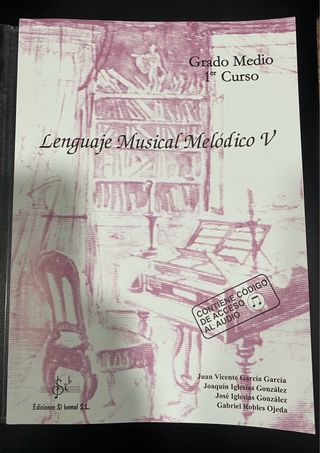 Grado Medio
1er Curso
Lenguaje Musical Melódico V
CONTIENE CÓDIGO
DE ACCESO
AL AUDIO
Juan Vicente García García
Joaquín Iglesias González
José Iglesias González
Gabriel Robles Ojeda
Ediciones Si bemol S.L.